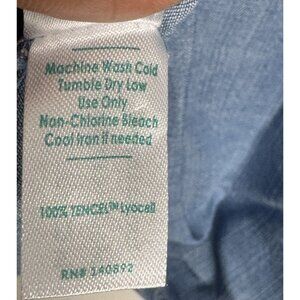 Machine Wash Cold
Tumble Dry Low
Use Only
Non-Chlorine Bleach
Cool Iron if needed
100% TENCEL™ Lyocell
RN# 140892